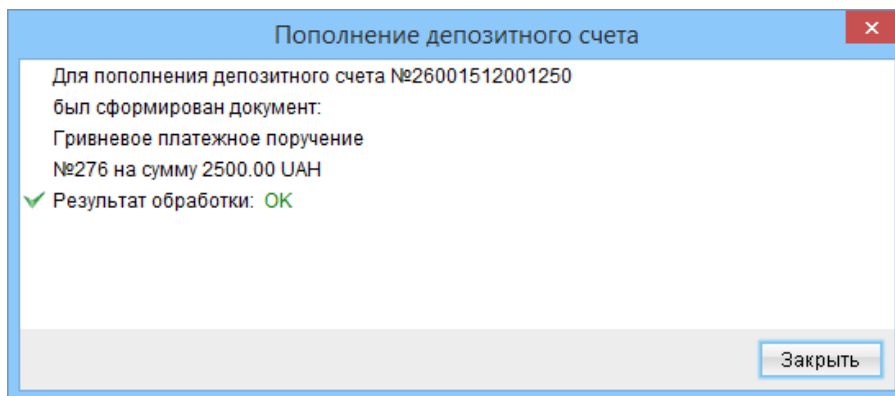 Пополнение депозитного счета
Для пополнения депозитного счета №26001512001250
был сформирован документ:
Гривневое платежное поручение
№276 на сумму 2500.00 UAH
Результат обработки: OK
Закрыть